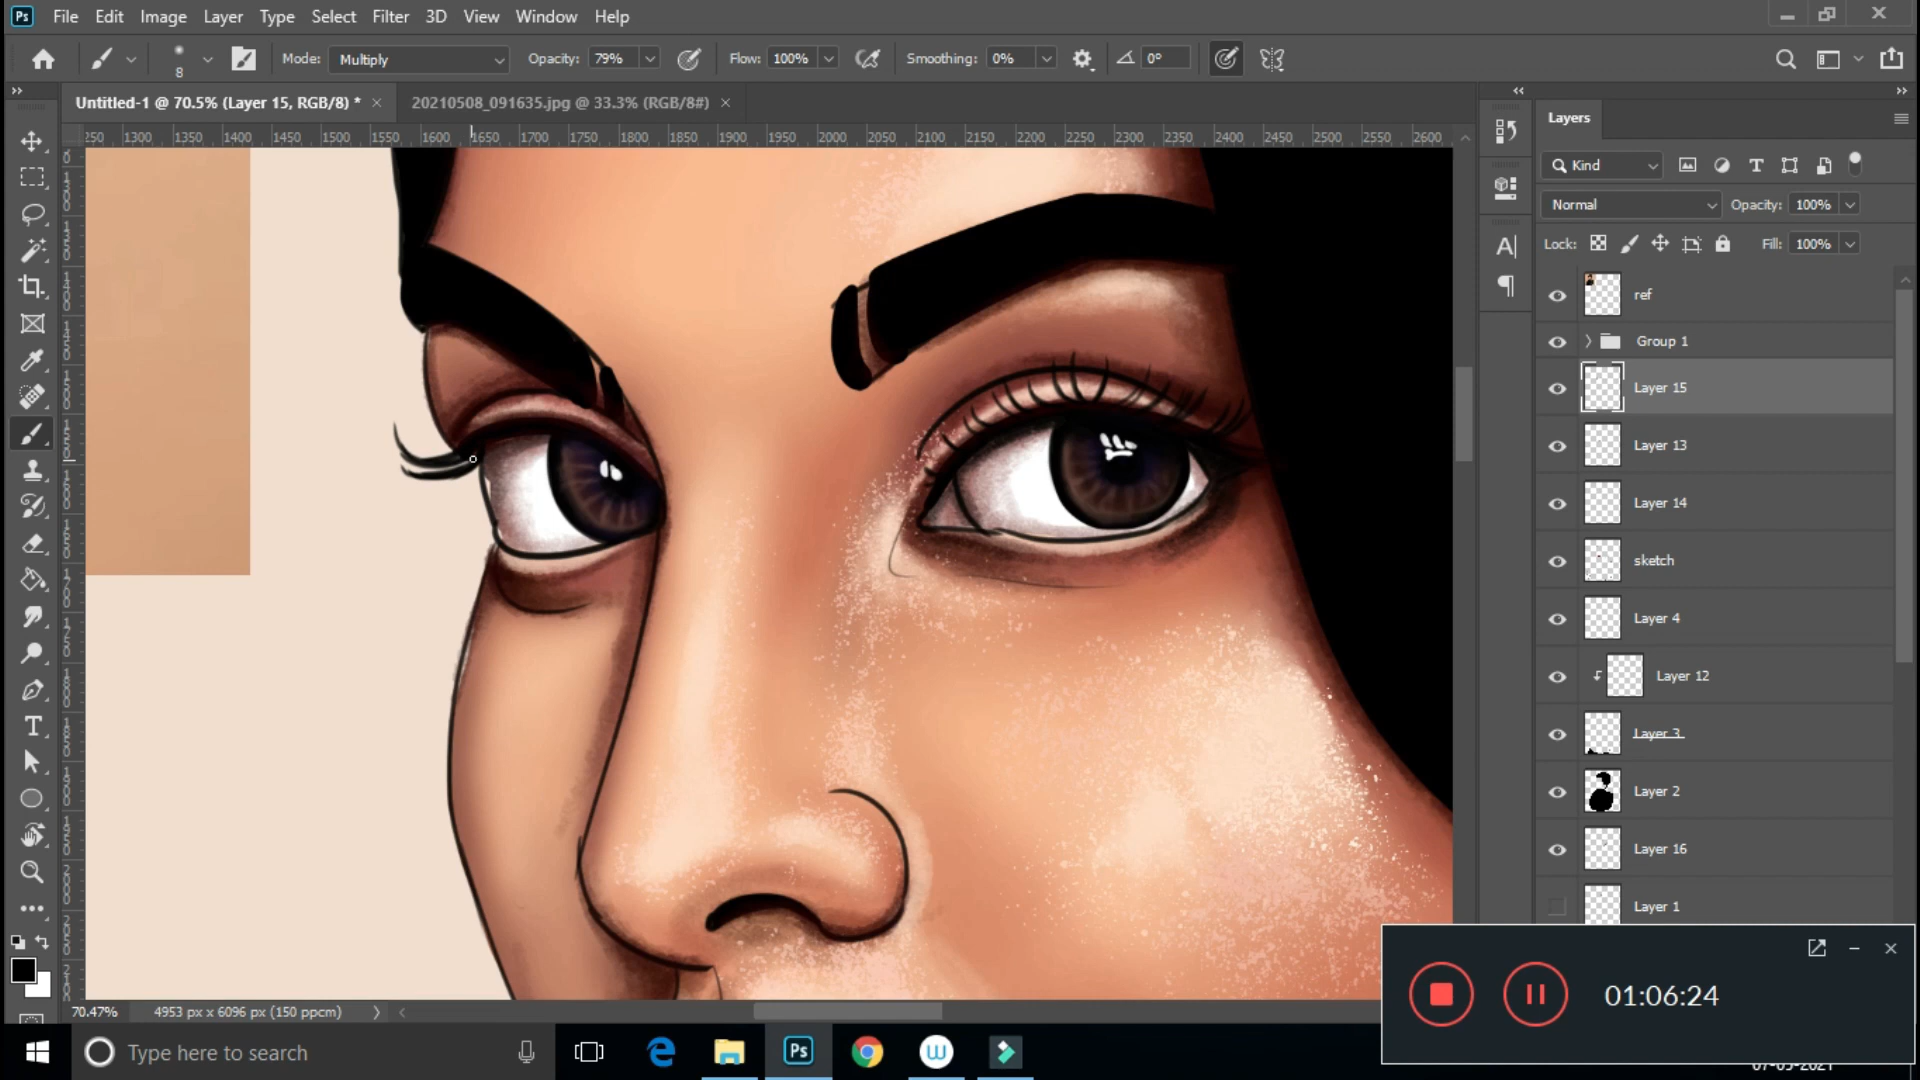 Ps File Edit Image Layer Type Select Filter 3D View Window Help
8 Mode: Multiply Opacity: 79% Flow: 100% Smoothing: 0% 0°
Untitled-1 @ 70.5% (Layer 15, RGB/8) * × 20210508_091635.jpg @ 33.3% (RGB/8#) ×
250 1300 1350 1400 1450 1500 1550 1600 1650 1700 1750 1800 1850 1900 1950 2000 2050 2100 2150 2200 2250 2300 2350 2400 2450 2500 2550 2600
Layers
Kind
Normal Opacity: 100%
Lock: Fill: 100%
ref
Group 1
Layer 15
Layer 13
Layer 14
sketch
Layer 4
Layer 12
Layer 3
Layer 2
Layer 16
Layer 1
70.47% 4953 px x 6096 px (150 ppcm)
01:06:24
Type here to search
Ps